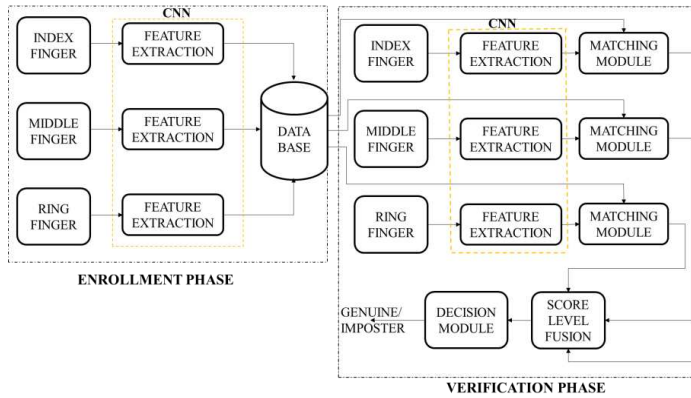 CNN
INDEX
FINGER
FEATURE
EXTRACTION
MIDDLE
FINGER
FEATURE
EXTRACTION
DATA
BASE
RING
FINGER
FEATURE
EXTRACTION
ENROLLMENT PHASE
CNN
INDEX
FINGER
FEATURE
EXTRACTION
MATCHING
MODULE
MIDDLE
FINGER
FEATURE
EXTRACTION
MATCHING
MODULE
RING
FINGER
FEATURE
EXTRACTION
MATCHING
MODULE
GENUINE/
IMPOSTER
DECISION
MODULE
SCORE
LEVEL
FUSION
VERIFICATION PHASE